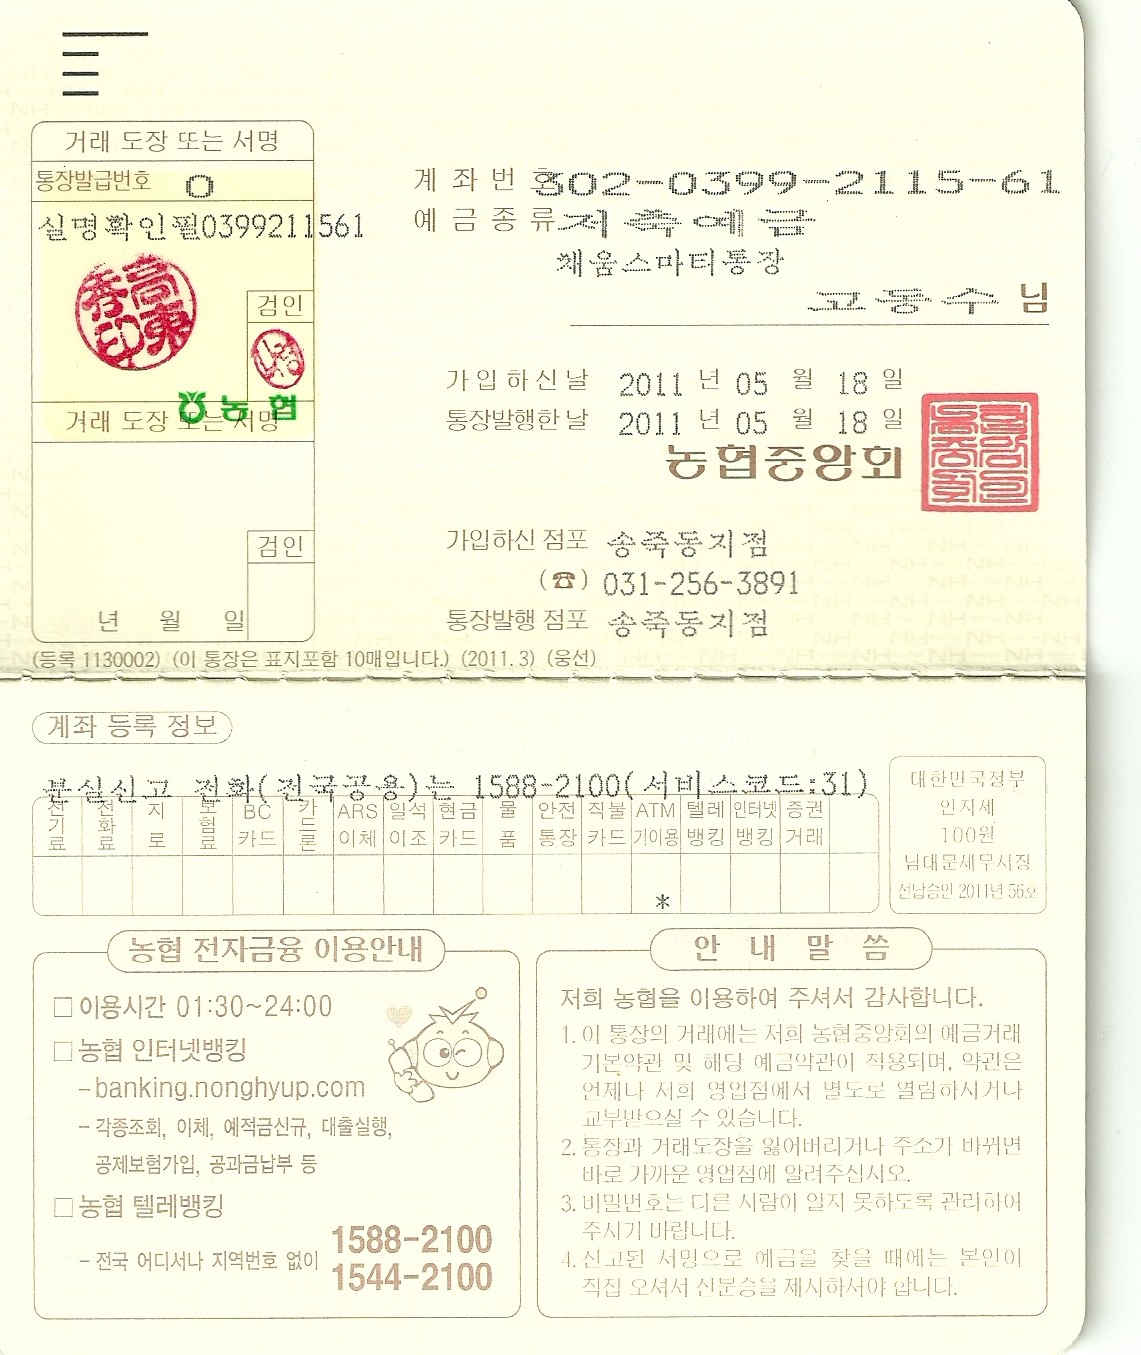 거래 도장 또는 서명
통장발급번호 0
실명확인필0399211561
검인
농협
거래 도장 또는 서명
검인
년 월 일
계 좌 번 호 302-0399-2115-61
예 금 종 류 저축예금
채움스마티통장
고동수 님
가 입 하 신 날 2011 년 05 월 18 일
통장발행한 날 2011 년 05 월 18 일
농협중앙회
가입하신 점포 송죽동지점
(☎) 031-256-3891
통장발행 점포 송죽동지점
(등록 1130002) (이 통장은 표지포함 10매입니다.) (2011. 3) (웅선)
계좌 등록 정보
분실신고 전화(전국공용)는 1588-2100(서비스코드:31)
전기료 전화료 지로 보험료 BC카드 카드론 ARS이체 일석이조 현금카드 물품 안전통장 직불카드 ATM기이용 텔레뱅킹 인터넷뱅킹 증권거래
*
대한민국정부
인지세
100원
남대문세무서장
선납승인 2011년 56호
농협 전자금융 이용안내
□ 이용시간 01:30~24:00
□ 농협 인터넷뱅킹
-banking.nonghyup.com
- 각종조회, 이체, 예적금신규, 대출실행,
공제보험가입, 공과금납부 등
□ 농협 텔레뱅킹
- 전국 어디서나 지역번호 없이 1588-2100
1544-2100
안 내 말 씀
저희 농협을 이용하여 주셔서 감사합니다.
1. 이 통장의 거래에는 저희 농협중앙회의 예금거래
기본약관 및 해당 예금약관이 적용되며, 약관은
언제나 저희 영업점에서 별도로 열람하시거나
교부받으실 수 있습니다.
2. 통장과 거래도장을 잃어버리거나 주소가 바뀌면
바로 가까운 영업점에 알려주십시오.
3. 비밀번호는 다른 사람이 알지 못하도록 관리하여
주시기 바랍니다.
4. 신고된 서명으로 예금을 찾을 때에는 본인이
직접 오셔서 신분증을 제시하셔야 합니다.